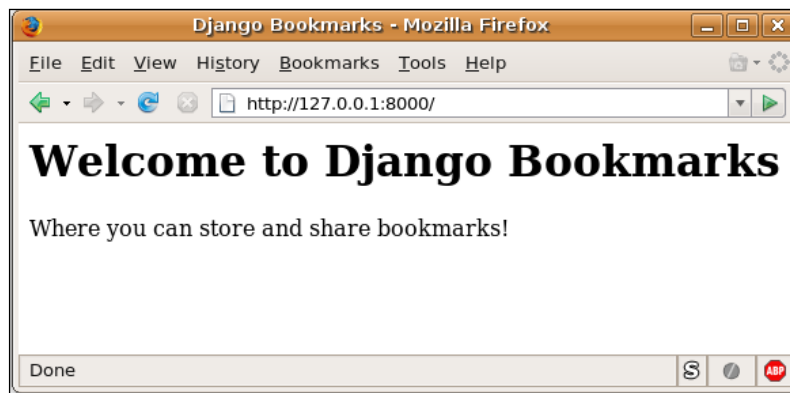 Django Bookmarks - Mozilla Firefox
File Edit View History Bookmarks Tools Help
http://127.0.0.1:8000/
Welcome to Django Bookmarks
Where you can store and share bookmarks!
Done S ABP